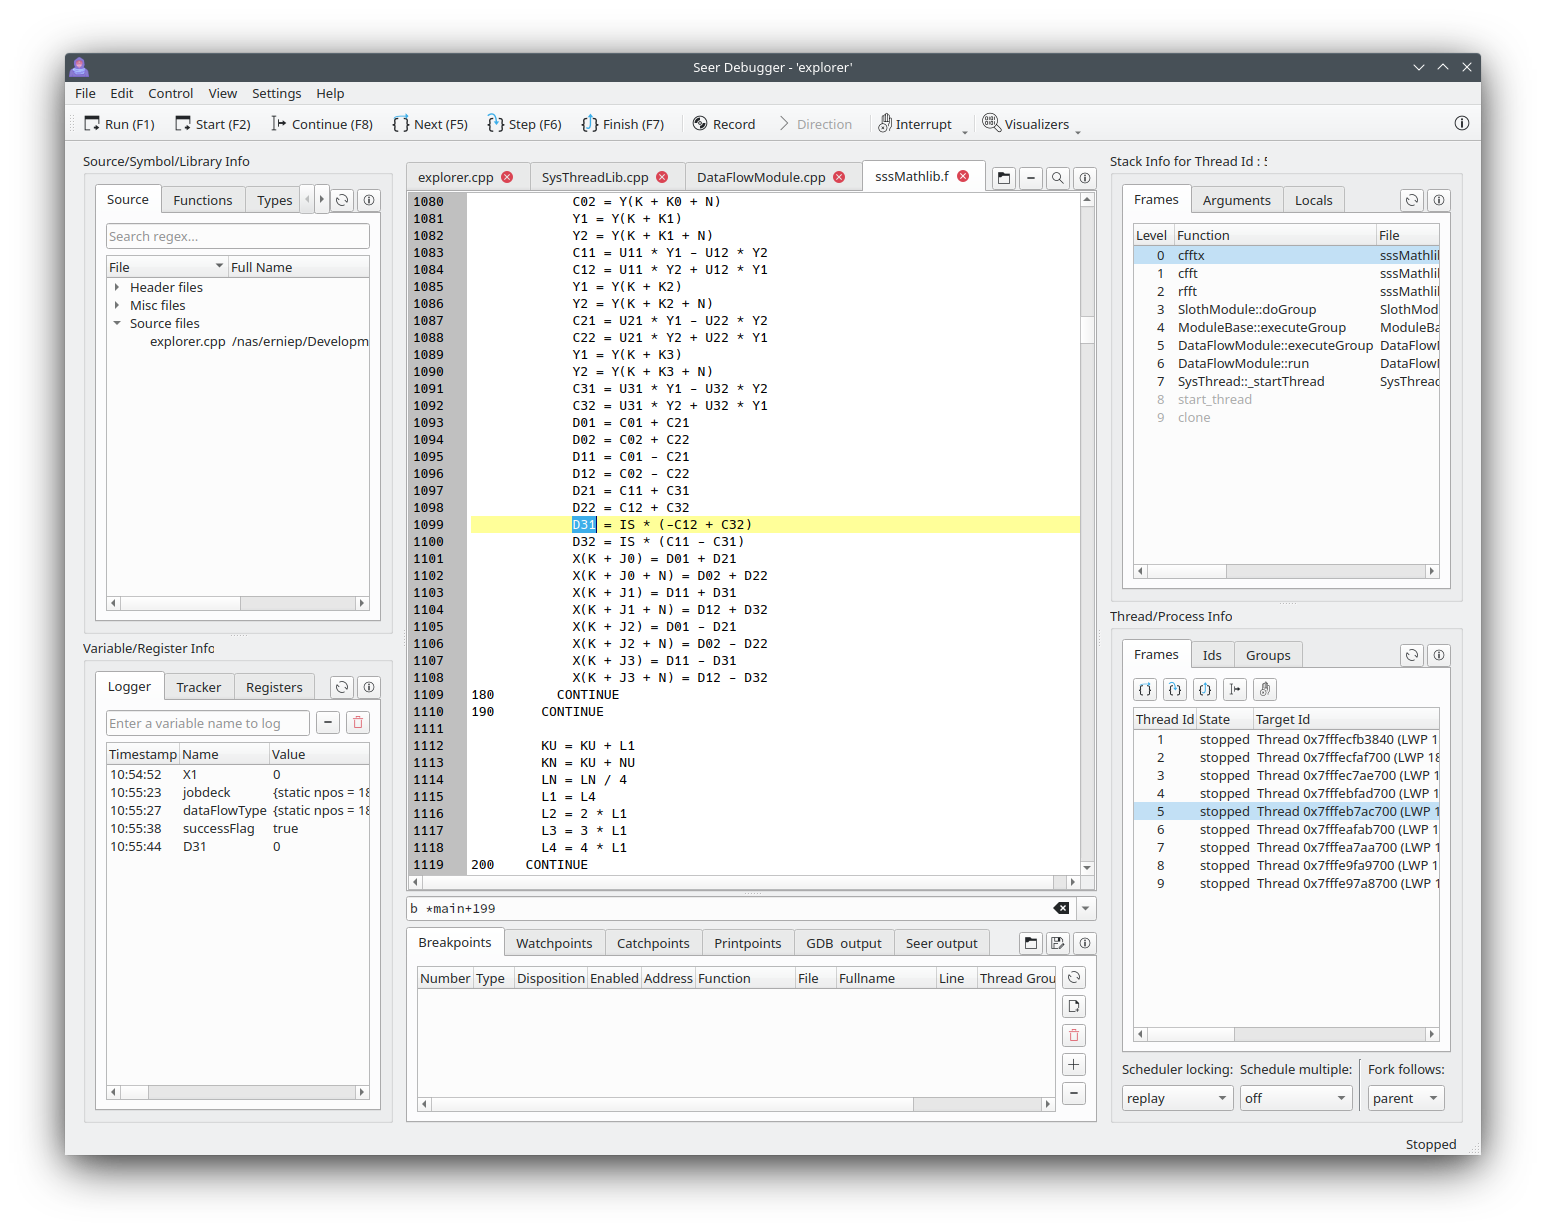 Seer Debugger - 'explorer'
File Edit Control View Settings Help
Run (F1) Start (F2) Continue (F8) Next (F5) Step (F6) Finish (F7) Record Direction Interrupt Visualizers
Source/Symbol/Library Info
Source Functions Types
Search regex...
File Full Name
Header files
Misc files
Source files
explorer.cpp /nas/erniep/Developm
Variable/Register Info
Logger Tracker Registers
Enter a variable name to log
Timestamp Name Value
10:54:52 X1 0
10:55:23 jobdeck {static npos = 18
10:55:27 dataFlowType {static npos = 18
10:55:38 successFlag true
10:55:44 D31 0
explorer.cpp SysThreadLib.cpp DataFlowModule.cpp sssMathlib.f
1080 C02 = Y(K + K0 + N)
1081 Y1 = Y(K + K1)
1082 Y2 = Y(K + K1 + N)
1083 C11 = U11 * Y1 - U12 * Y2
1084 C12 = U11 * Y2 + U12 * Y1
1085 Y1 = Y(K + K2)
1086 Y2 = Y(K + K2 + N)
1087 C21 = U21 * Y1 - U22 * Y2
1088 C22 = U21 * Y2 + U22 * Y1
1089 Y1 = Y(K + K3)
1090 Y2 = Y(K + K3 + N)
1091 C31 = U31 * Y1 - U32 * Y2
1092 C32 = U31 * Y2 + U32 * Y1
1093 D01 = C01 + C21
1094 D02 = C02 + C22
1095 D11 = C01 - C21
1096 D12 = C02 - C22
1097 D21 = C11 + C31
1098 D22 = C12 + C32
1099 D31 = IS * (-C12 + C32)
1100 D32 = IS * (C11 - C31)
1101 X(K + J0) = D01 + D21
1102 X(K + J0 + N) = D02 + D22
1103 X(K + J1) = D11 + D31
1104 X(K + J1 + N) = D12 + D32
1105 X(K + J2) = D01 - D21
1106 X(K + J2 + N) = D02 - D22
1107 X(K + J3) = D11 - D31
1108 X(K + J3 + N) = D12 - D32
1109 180 CONTINUE
1110 190 CONTINUE
1111
1112 KU = KU + L1
1113 KN = KU + NU
1114 LN = LN / 4
1115 L1 = L4
1116 L2 = 2 * L1
1117 L3 = 3 * L1
1118 L4 = 4 * L1
1119 200 CONTINUE
b *main+199
Breakpoints Watchpoints Catchpoints Printpoints GDB output Seer output
Number Type Disposition Enabled Address Function File Fullname Line Thread Grou
Stack Info for Thread Id : 5
Frames Arguments Locals
Level Function File
0 cfftx sssMathli
1 cfft sssMathli
2 rfft sssMathli
3 SlothModule::doGroup SlothMod
4 ModuleBase::executeGroup ModuleBa
5 DataFlowModule::executeGroup DataFlow
6 DataFlowModule::run DataFlow
7 SysThread::_startThread SysThread
8 start_thread
9 clone
Thread/Process Info
Frames Ids Groups
Thread Id State Target Id
1 stopped Thread 0x7fffecfb3840 (LWP 1
2 stopped Thread 0x7fffecfaf700 (LWP 18
3 stopped Thread 0x7fffec7ae700 (LWP 1
4 stopped Thread 0x7fffebfad700 (LWP 1
5 stopped Thread 0x7fffeb7ac700 (LWP 1
6 stopped Thread 0x7fffeafab700 (LWP 1
7 stopped Thread 0x7fffea7aa700 (LWP 1
8 stopped Thread 0x7fffe9fa9700 (LWP 1
9 stopped Thread 0x7fffe97a8700 (LWP 1
Scheduler locking: Schedule multiple: Fork follows:
replay off parent
Stopped